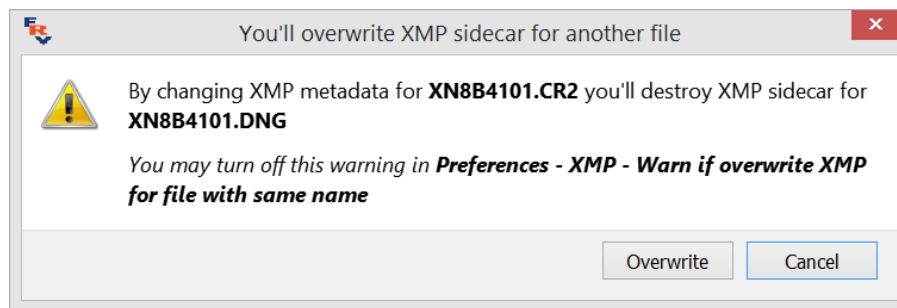 FRV
You'll overwrite XMP sidecar for another file
By changing XMP metadata for XN8B4101.CR2 you'll destroy XMP sidecar for
XN8B4101.DNG
You may turn off this warning in Preferences - XMP - Warn if overwrite XMP
for file with same name
Overwrite Cancel